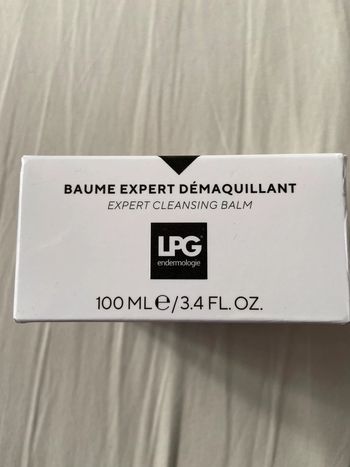 BAUME EXPERT DÉMAQUILLANT
EXPERT CLEANSING BALM
LPG
endermologie
100 ML ℮/3.4 FL. OZ.